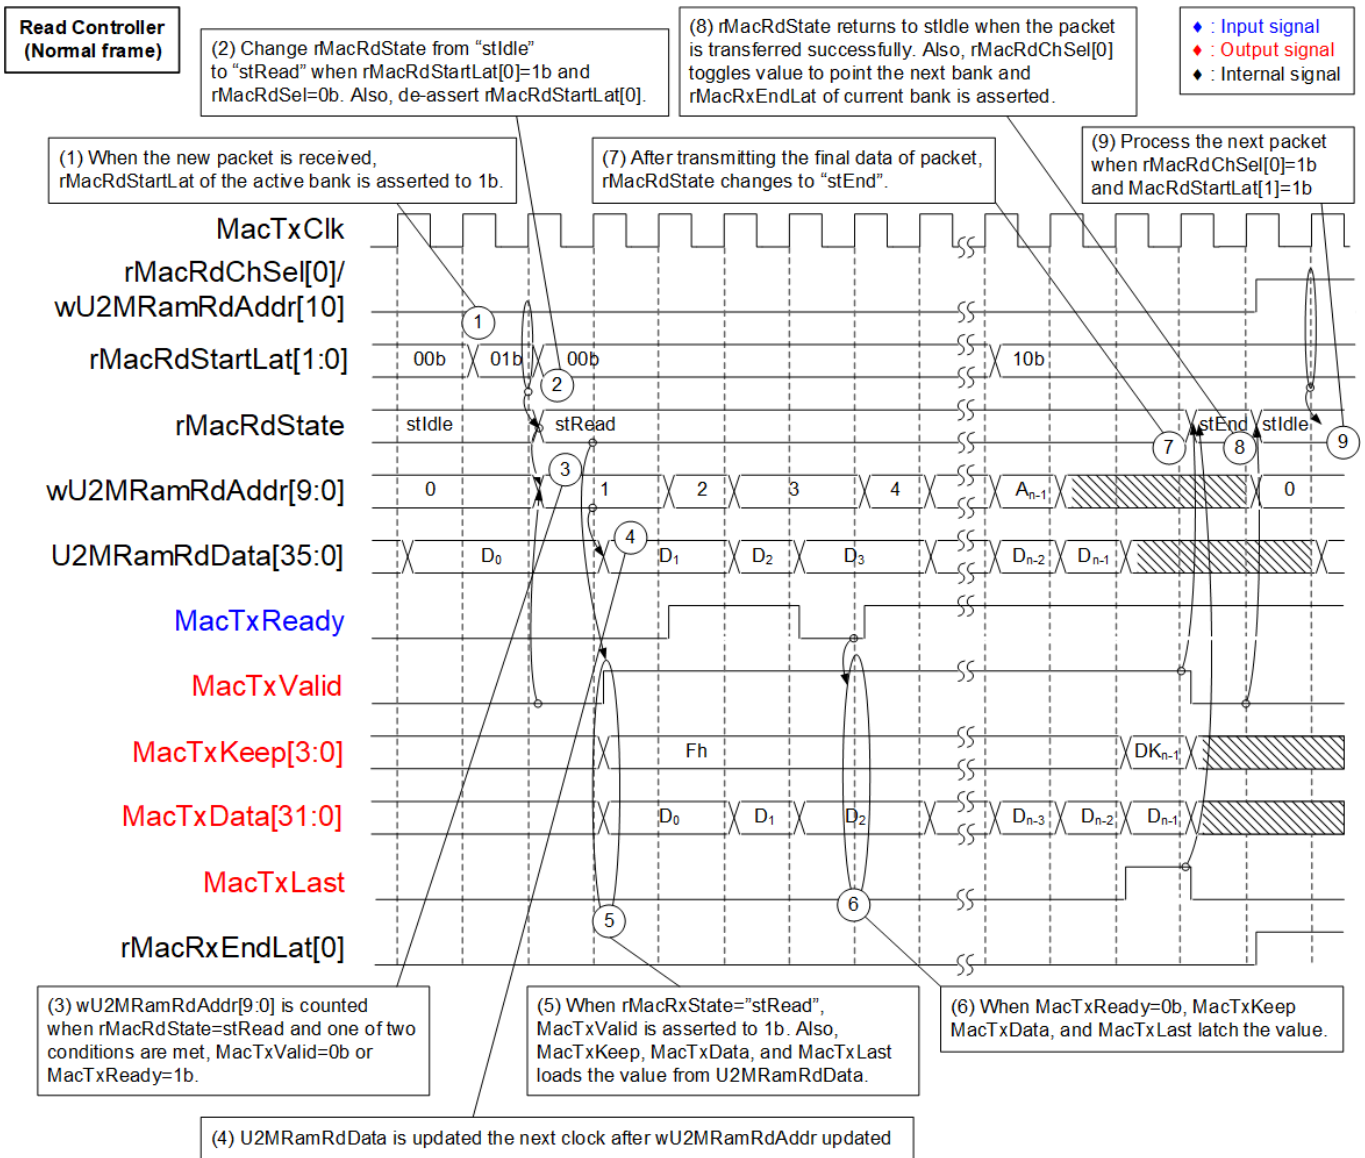 Read Controller
(Normal frame)
(2) Change rMacRdState from “stIdle”
to “stRead” when rMacRdStartLat[0]=1b and
rMacRdSel=0b. Also, de-assert rMacRdStartLat[0].
(8) rMacRdState returns to stIdle when the packet
is transferred successfully. Also, rMacRdChSel[0]
toggles value to point the next bank and
rMacRxEndLat of current bank is asserted.
♦ : Input signal
♦ : Output signal
♦ : Internal signal
(1) When the new packet is received,
rMacRdStartLat of the active bank is asserted to 1b.
(7) After transmitting the final data of packet,
rMacRdState changes to “stEnd”.
(9) Process the next packet
when rMacRdChSel[0]=1b
and MacRdStartLat[1]=1b
MacTxClk
rMacRdChSel[0]/
wU2MRamRdAddr[10]
1
rMacRdStartLat[1:0]
00b 01b 00b 10b
2
rMacRdState
stIdle stRead stEnd stIdle
7 8 9
3
wU2MRamRdAddr[9:0]
0 1 2 3 4 An-1 0
4
U2MRamRdData[35:0]
D0 D1 D2 D3 Dn-2 Dn-1
MacTxReady
MacTxValid
MacTxKeep[3:0]
Fh DKn-1
MacTxData[31:0]
D0 D1 D2 Dn-3 Dn-2 Dn-1
MacTxLast
5 6
rMacRxEndLat[0]
(3) wU2MRamRdAddr[9:0] is counted
when rMacRdState=stRead and one of two
conditions are met, MacTxValid=0b or
MacTxReady=1b.
(5) When rMacRxState=”stRead”,
MacTxValid is asserted to 1b. Also,
MacTxKeep, MacTxData, and MacTxLast
loads the value from U2MRamRdData.
(6) When MacTxReady=0b, MacTxKeep
MacTxData, and MacTxLast latch the value.
(4) U2MRamRdData is updated the next clock after wU2MRamRdAddr updated